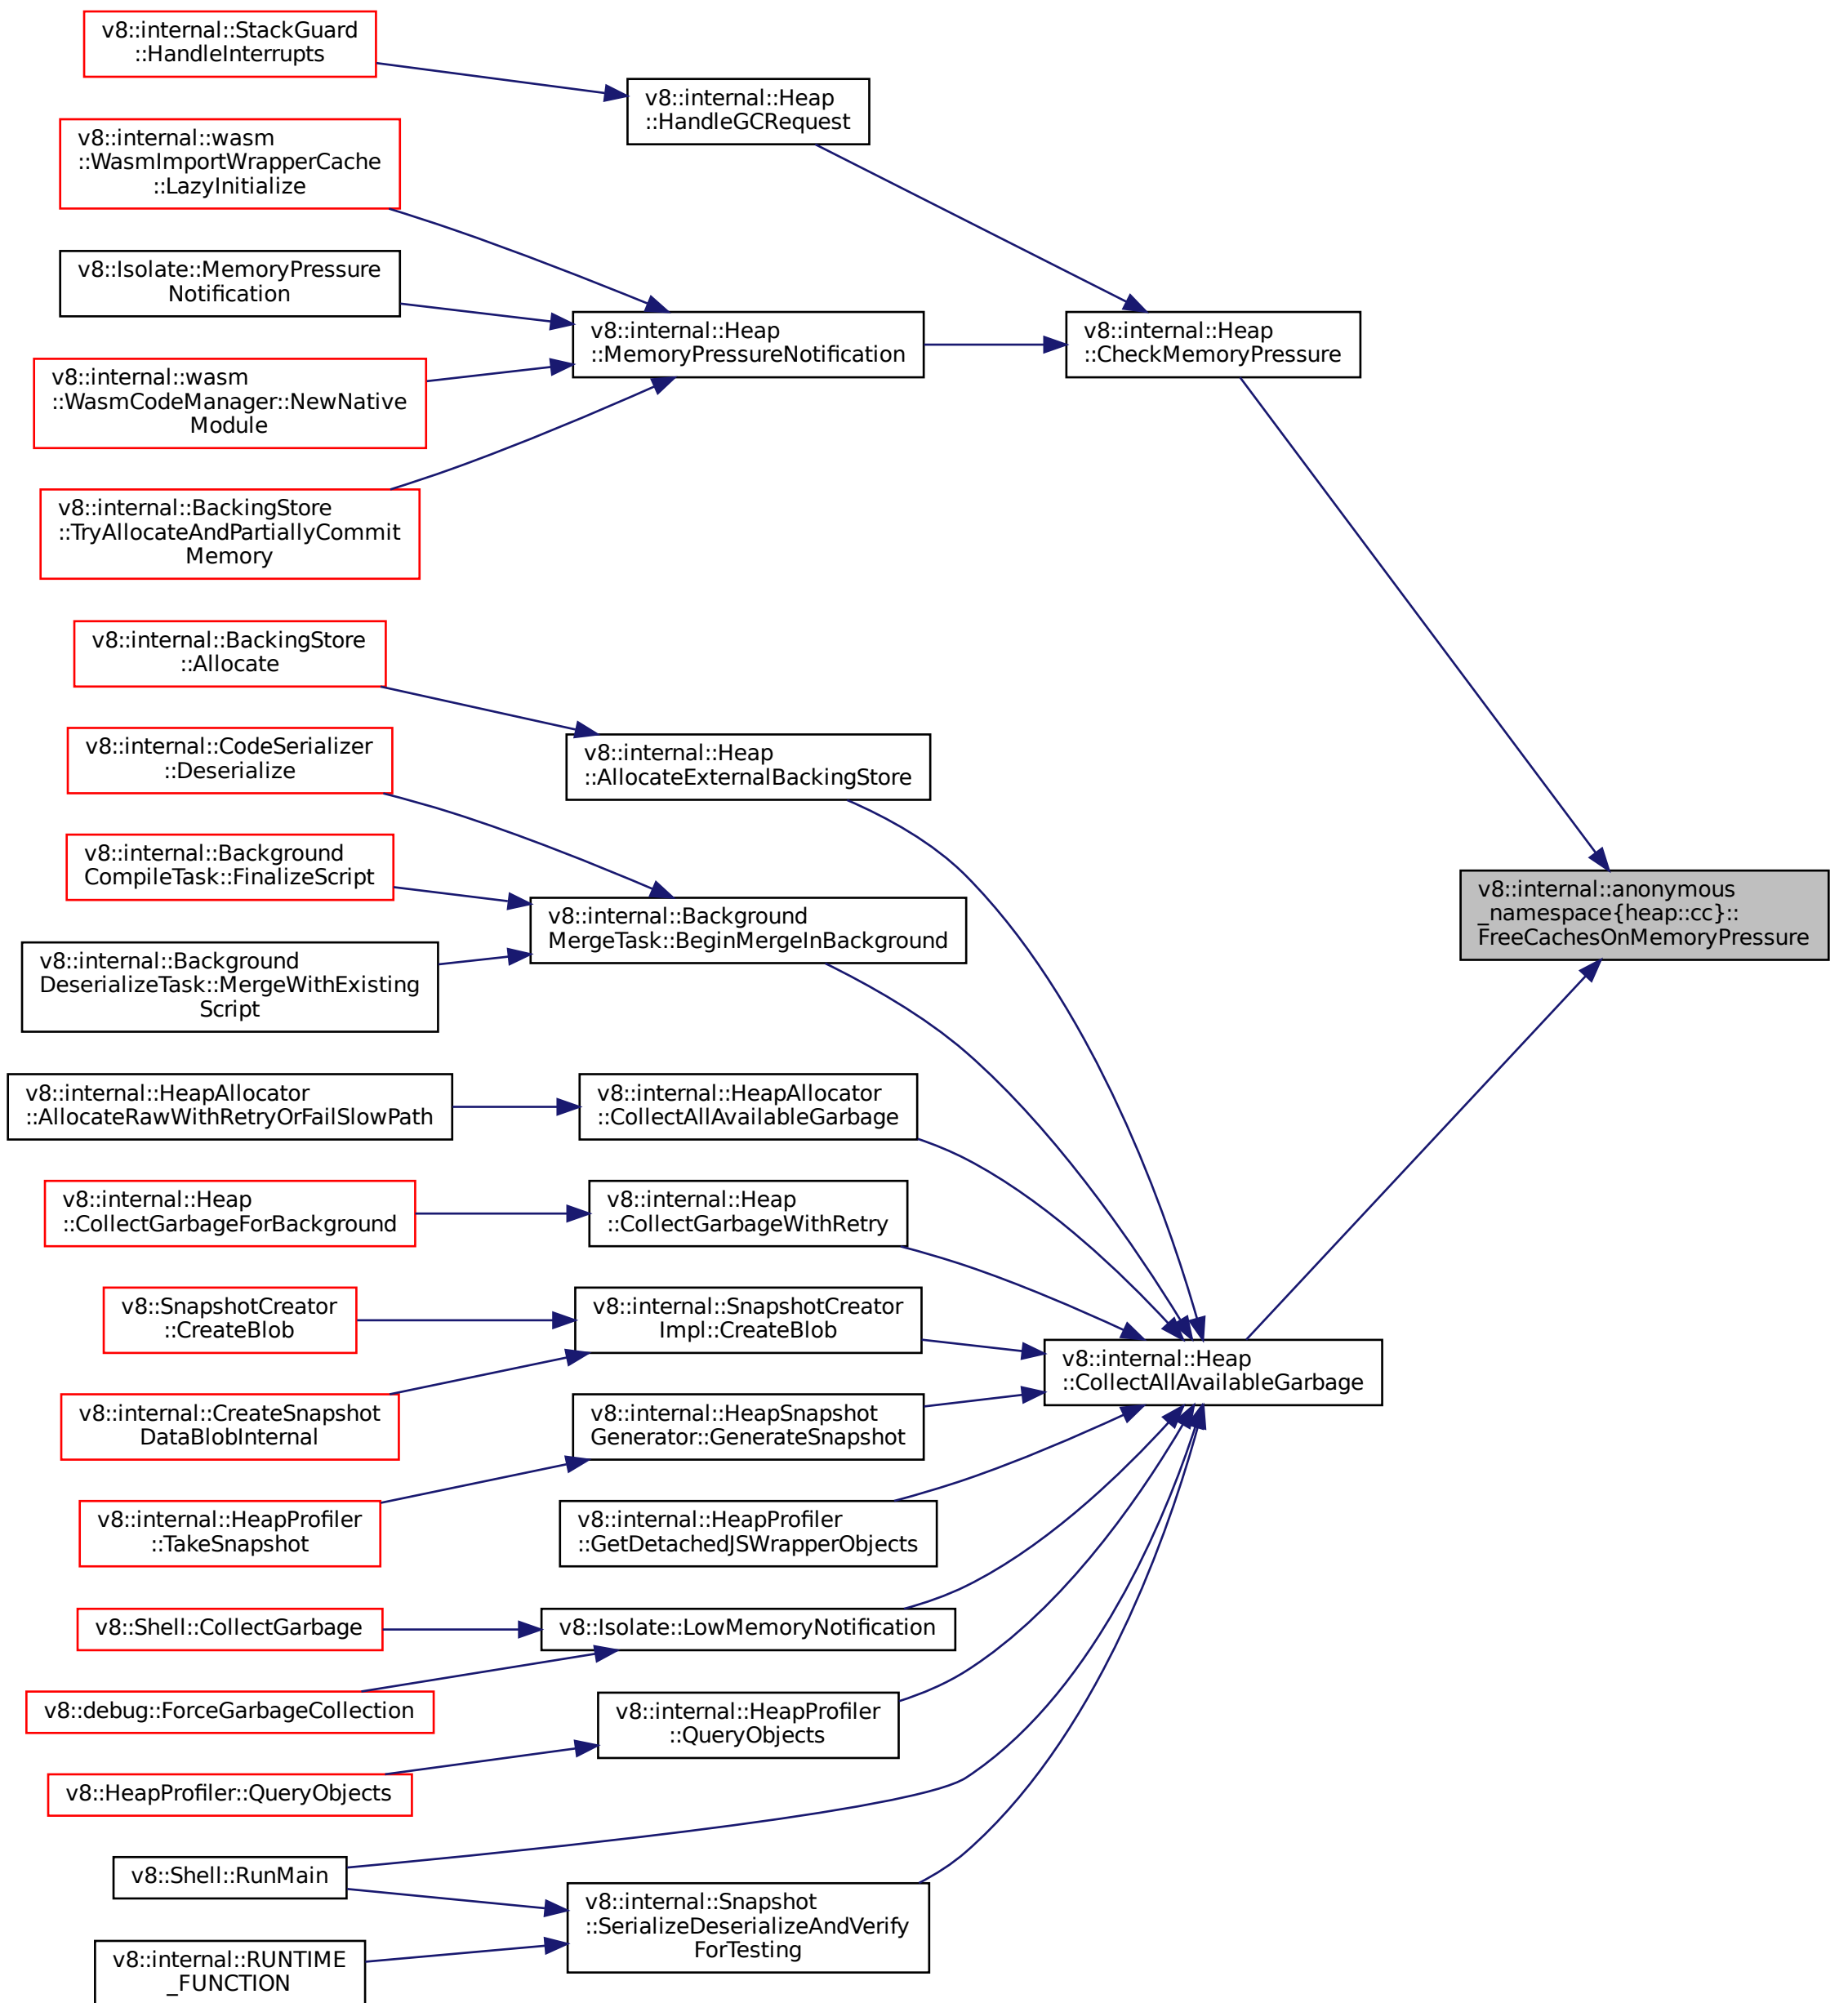 v8::internal::StackGuard
::HandleInterrupts
v8::internal::Heap
::HandleGCRequest
v8::internal::wasm
::WasmImportWrapperCache
::LazyInitialize
v8::Isolate::MemoryPressure
Notification
v8::internal::Heap
::MemoryPressureNotification
v8::internal::Heap
::CheckMemoryPressure
v8::internal::wasm
::WasmCodeManager::NewNative
Module
v8::internal::BackingStore
::TryAllocateAndPartiallyCommit
Memory
v8::internal::BackingStore
::Allocate
v8::internal::CodeSerializer
::Deserialize
v8::internal::Heap
::AllocateExternalBackingStore
v8::internal::Background
CompileTask::FinalizeScript
v8::internal::Background
MergeTask::BeginMergeInBackground
v8::internal::anonymous
_namespace{heap::cc}::
FreeCachesOnMemoryPressure
v8::internal::Background
DeserializeTask::MergeWithExisting
Script
v8::internal::HeapAllocator
::AllocateRawWithRetryOrFailSlowPath
v8::internal::HeapAllocator
::CollectAllAvailableGarbage
v8::internal::Heap
::CollectGarbageForBackground
v8::internal::Heap
::CollectGarbageWithRetry
v8::SnapshotCreator
::CreateBlob
v8::internal::SnapshotCreator
Impl::CreateBlob
v8::internal::Heap
::CollectAllAvailableGarbage
v8::internal::CreateSnapshot
DataBlobInternal
v8::internal::HeapSnapshot
Generator::GenerateSnapshot
v8::internal::HeapProfiler
::TakeSnapshot
v8::internal::HeapProfiler
::GetDetachedJSWrapperObjects
v8::Shell::CollectGarbage
v8::Isolate::LowMemoryNotification
v8::debug::ForceGarbageCollection
v8::internal::HeapProfiler
::QueryObjects
v8::HeapProfiler::QueryObjects
v8::Shell::RunMain
v8::internal::Snapshot
::SerializeDeserializeAndVerify
ForTesting
v8::internal::RUNTIME
_FUNCTION